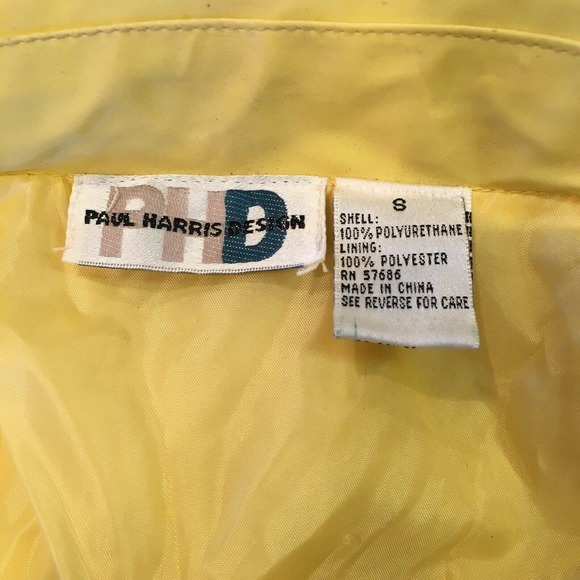 PHD
PAUL HARRIS DESIGN
S
SHELL:
100% POLYURETHANE
LINING:
100% POLYESTER
RN 57686
MADE IN CHINA
SEE REVERSE FOR CARE